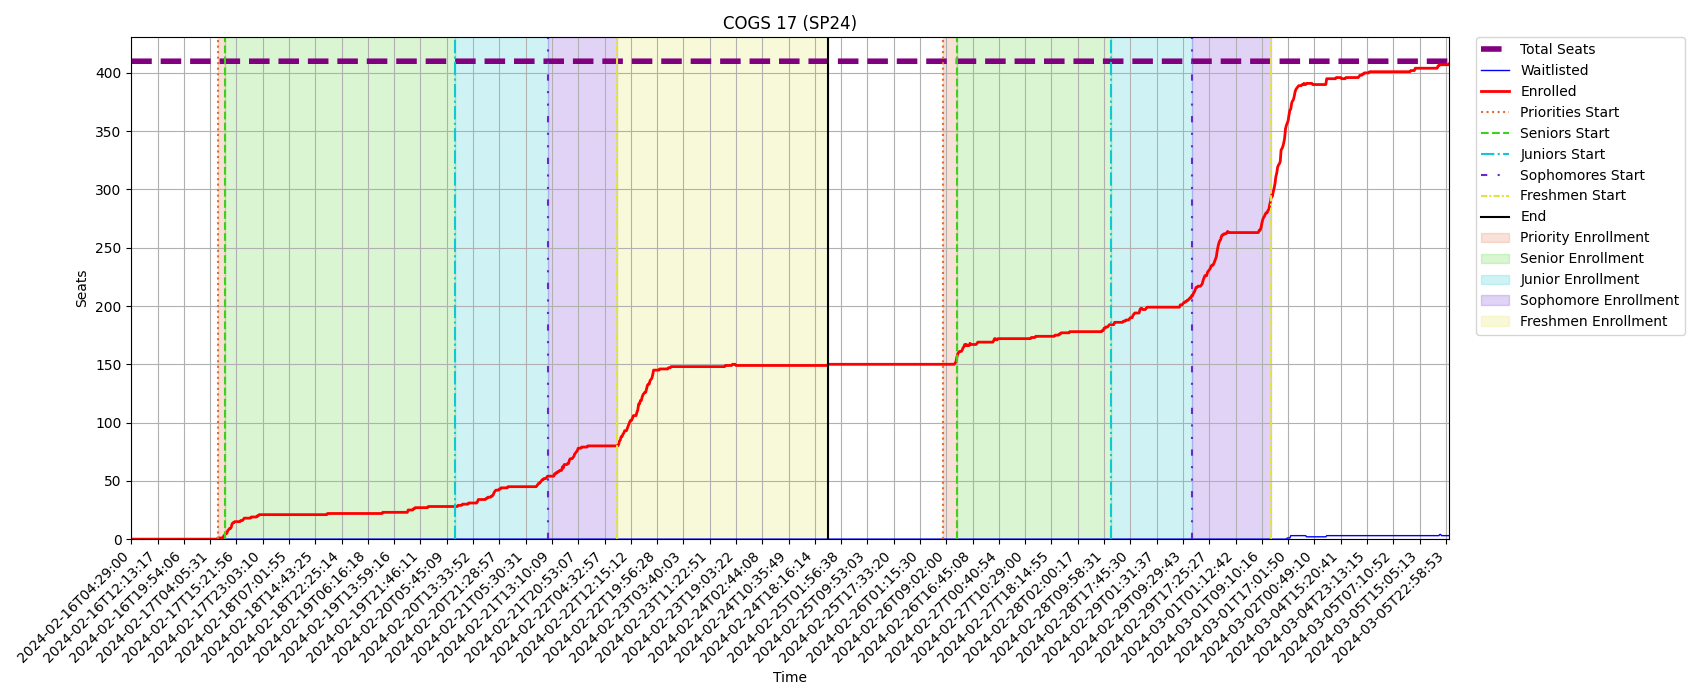 COGS 17 (SP24)
Seats
400
350
300
250
200
150
100
50
0
2024-02-16T04:29:00
2024-02-16T12:13:17
2024-02-16T19:54:06
2024-02-17T04:05:31
2024-02-17T15:21:56
2024-02-17T23:03:10
2024-02-18T07:01:55
2024-02-18T14:43:25
2024-02-18T22:25:14
2024-02-19T06:16:18
2024-02-19T13:59:16
2024-02-19T21:46:11
2024-02-20T05:45:09
2024-02-20T13:33:52
2024-02-20T21:28:57
2024-02-21T05:30:31
2024-02-21T13:10:09
2024-02-21T20:53:07
2024-02-22T04:32:57
2024-02-22T12:15:12
2024-02-22T19:56:28
2024-02-23T03:40:03
2024-02-23T11:22:51
2024-02-23T19:03:22
2024-02-24T02:44:08
2024-02-24T10:35:49
2024-02-24T18:16:14
2024-02-25T01:56:38
2024-02-25T09:53:03
2024-02-25T17:33:20
2024-02-26T01:15:30
2024-02-26T09:02:00
2024-02-26T16:45:08
2024-02-27T00:40:54
2024-02-27T10:29:00
2024-02-27T18:14:55
2024-02-28T02:00:17
2024-02-28T09:58:31
2024-02-28T17:45:30
2024-02-29T01:31:37
2024-02-29T09:29:43
2024-02-29T17:25:27
2024-03-01T01:12:42
2024-03-01T09:10:16
2024-03-01T17:01:50
2024-03-02T00:49:10
2024-03-04T15:20:41
2024-03-04T23:13:15
2024-03-05T07:10:52
2024-03-05T15:05:13
2024-03-05T22:58:53
Time
Total Seats
Waitlisted
Enrolled
Priorities Start
Seniors Start
Juniors Start
Sophomores Start
Freshmen Start
End
Priority Enrollment
Senior Enrollment
Junior Enrollment
Sophomore Enrollment
Freshmen Enrollment